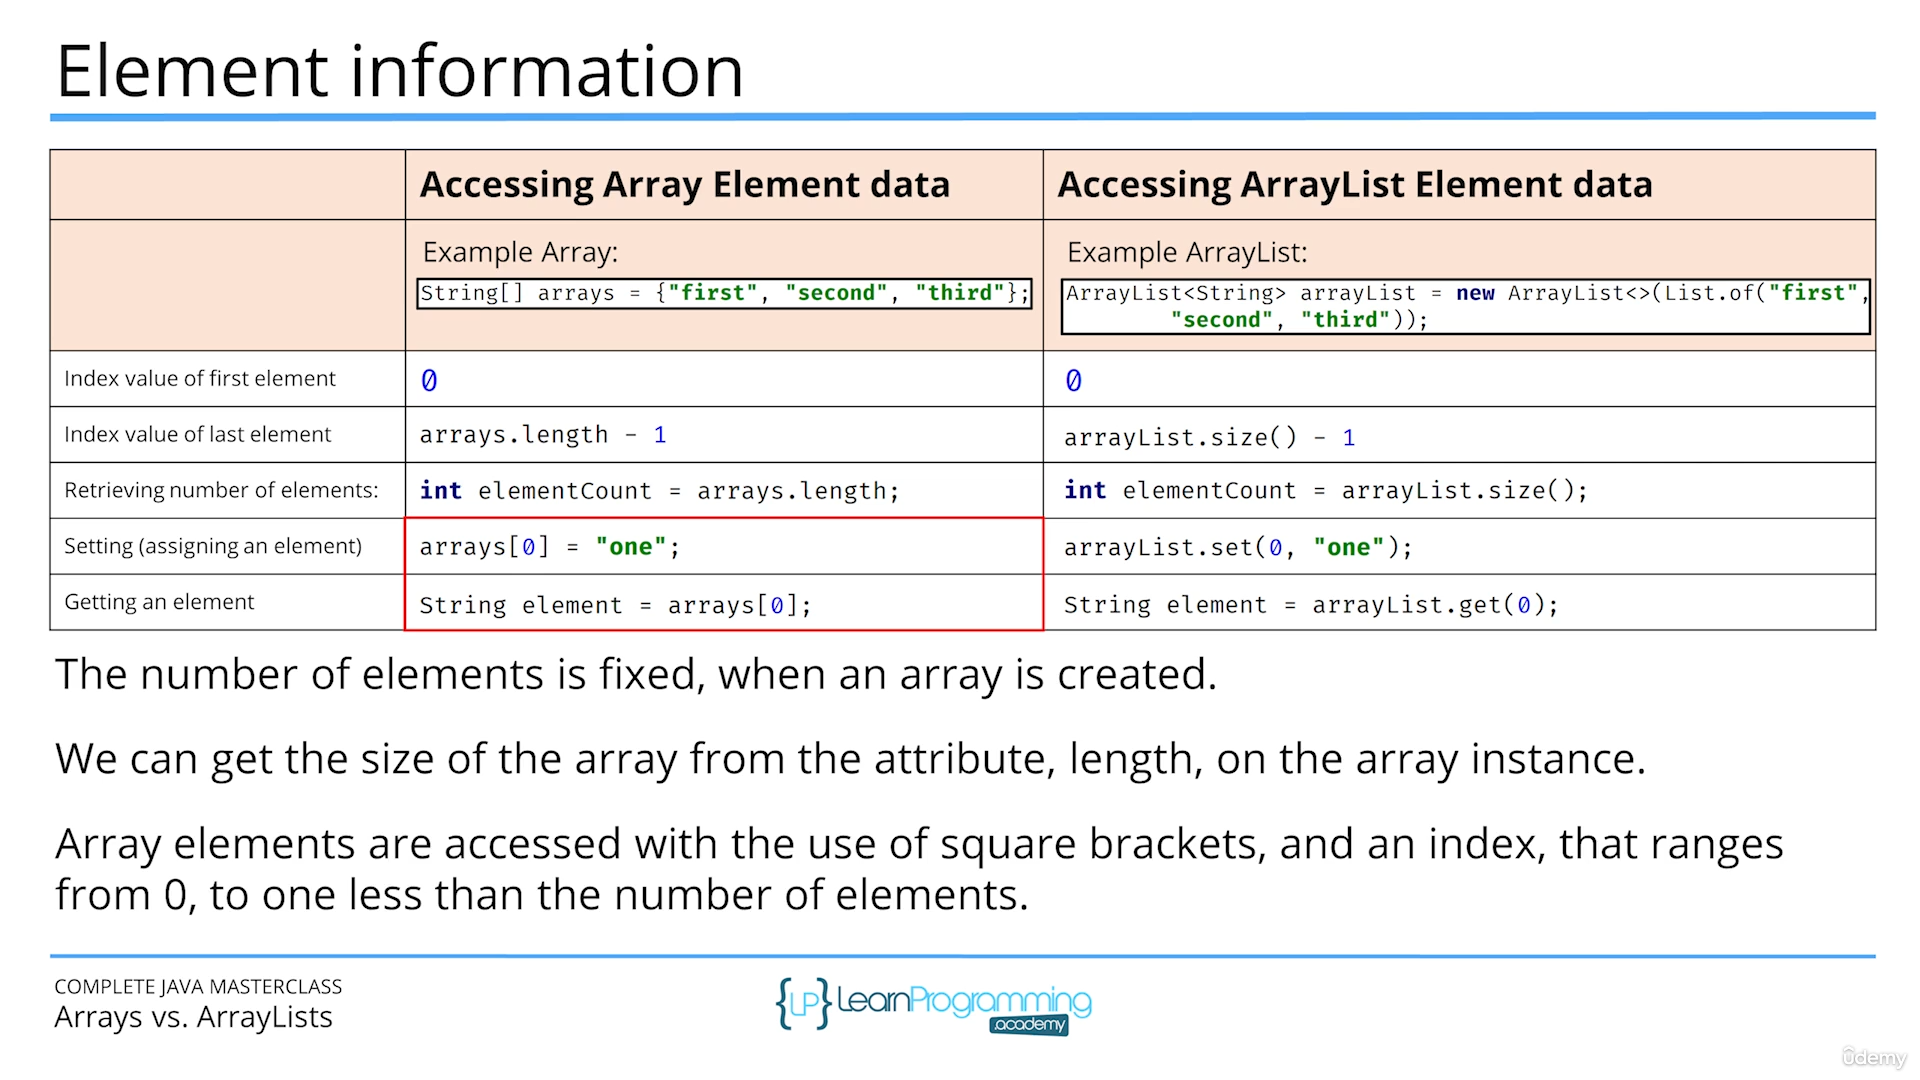 Element information
Accessing Array Element data
Accessing ArrayList Element data
Example Array:
String[] arrays = {"first", "second", "third"};
Example ArrayList:
ArrayList<String> arrayList = new ArrayList<>(List.of("first",
"second", "third"));
Index value of first element
0
0
Index value of last element
arrays.length - 1
arrayList.size() - 1
Retrieving number of elements:
int elementCount = arrays.length;
int elementCount = arrayList.size();
Setting (assigning an element)
arrays[0] = "one";
arrayList.set(0, "one");
Getting an element
String element = arrays[0];
String element = arrayList.get(0);
The number of elements is fixed, when an array is created.
We can get the size of the array from the attribute, length, on the array instance.
Array elements are accessed with the use of square brackets, and an index, that ranges
from 0, to one less than the number of elements.
COMPLETE JAVA MASTERCLASS
Arrays vs. ArrayLists
{LP} LearnProgramming
.academy
udemy